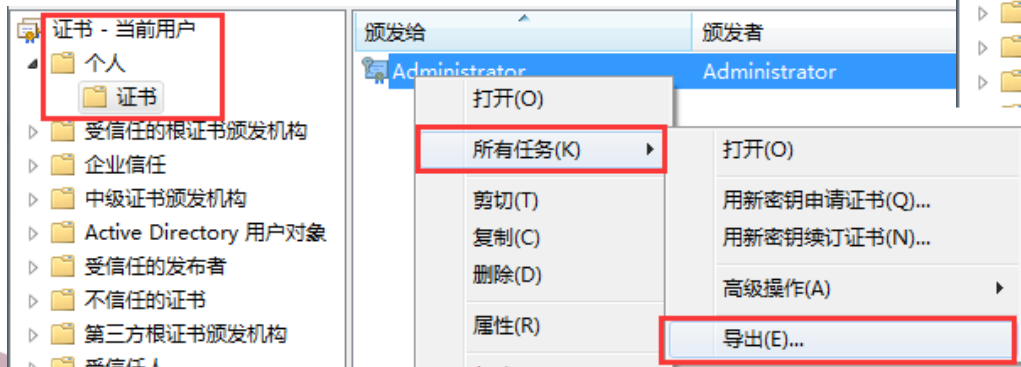 证书 - 当前用户
个人
证书
受信任的根证书颁发机构
企业信任
中级证书颁发机构
Active Directory 用户对象
受信任的发布者
不信任的证书
第三方根证书颁发机构
受信任人
颁发给
颁发者
Administrator
Administrator
打开(O)
所有任务(K)
剪切(T)
复制(C)
删除(D)
属性(R)
打开(O)
用新密钥申请证书(Q)...
用新密钥续订证书(N)...
高级操作(A)
导出(E)...